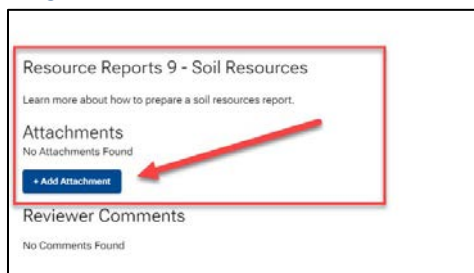 Resource Reports 9 - Soil Resources
Learn more about how to prepare a soil resources report.
Attachments
No Attachments Found
+ Add Attachment
Reviewer Comments
No Comments Found